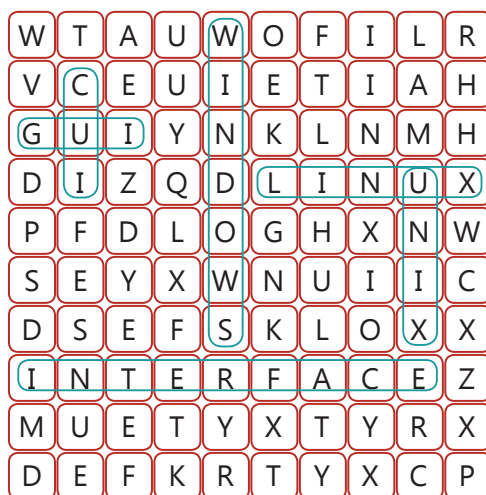 W T A U W O F I L R
V C E U I E T I A H
G U I Y N K L N M H
D I Z Q D L I N U X
P F D L O G H X N W
S E Y X W N U I I C
D S E F S K L O X X
I N T E R F A C E Z
M U E T Y X T Y R X
D E F K R T Y X C P